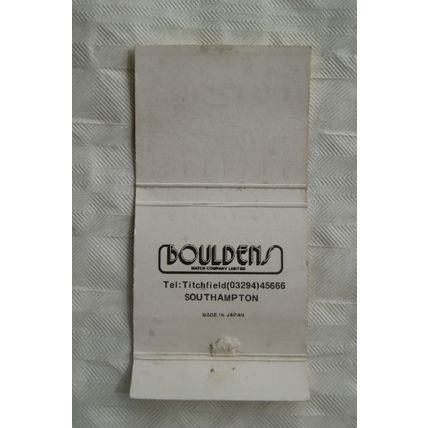 BOULDENS
MATCH COMPANY LIMITED
Tel:Titchfield(03294)45666
SOUTHAMPTON
MADE IN JAPAN